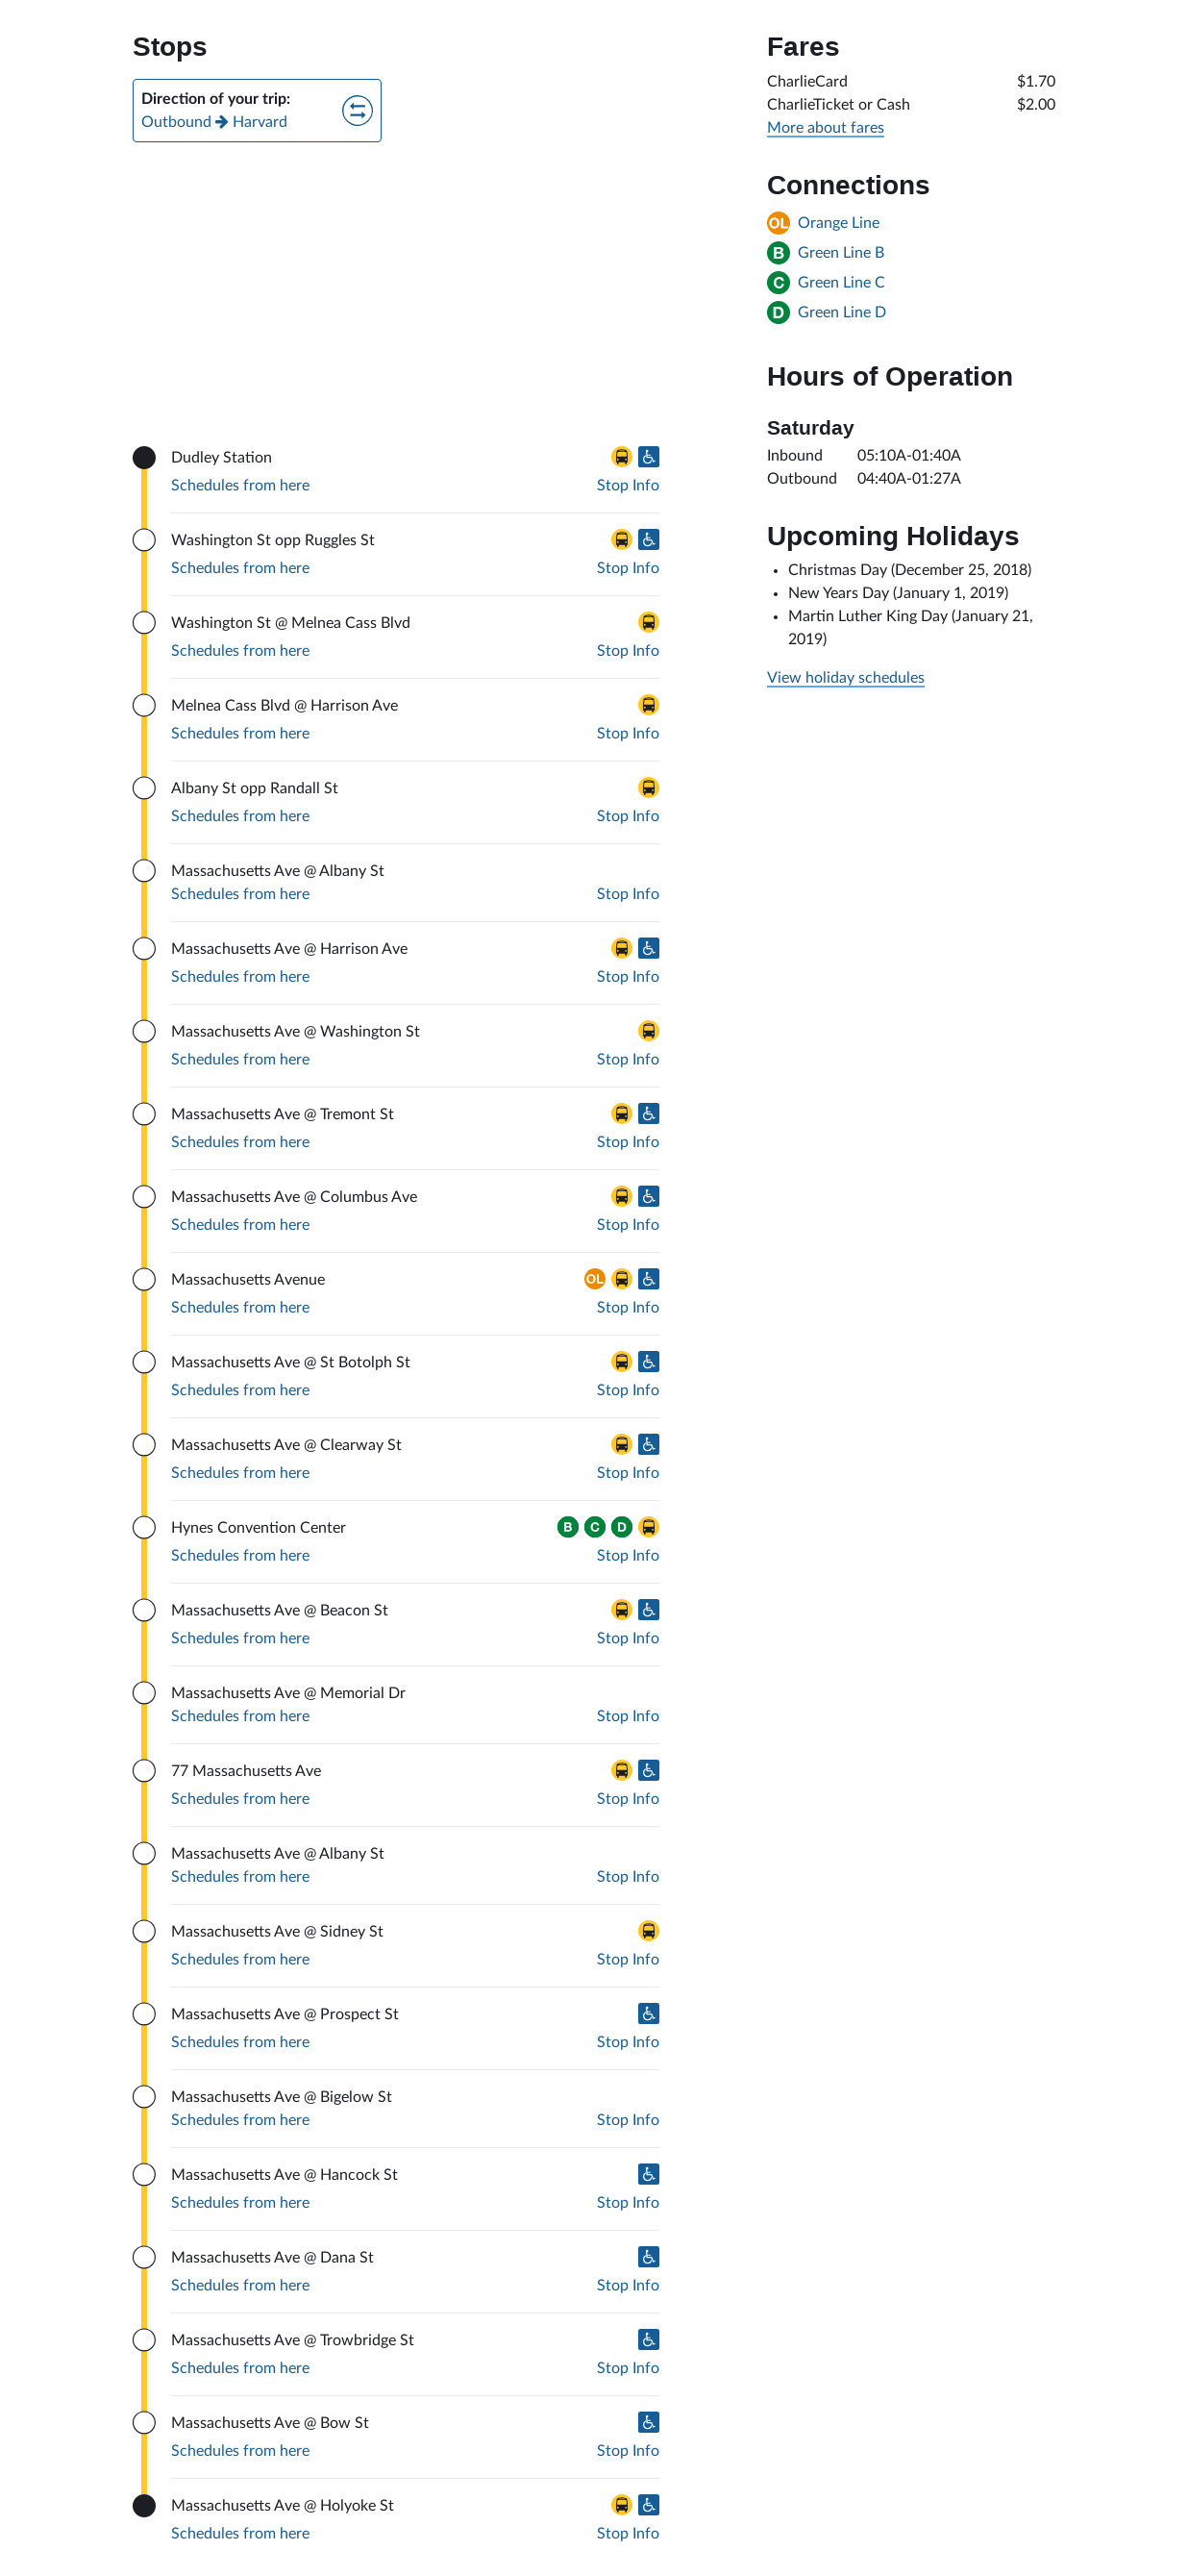 Stops
Direction of your trip:
Outbound → Harvard
Dudley Station
Schedules from here Stop Info
Washington St opp Ruggles St
Schedules from here Stop Info
Washington St @ Melnea Cass Blvd
Schedules from here Stop Info
Melnea Cass Blvd @ Harrison Ave
Schedules from here Stop Info
Albany St opp Randall St
Schedules from here Stop Info
Massachusetts Ave @ Albany St
Schedules from here Stop Info
Massachusetts Ave @ Harrison Ave
Schedules from here Stop Info
Massachusetts Ave @ Washington St
Schedules from here Stop Info
Massachusetts Ave @ Tremont St
Schedules from here Stop Info
Massachusetts Ave @ Columbus Ave
Schedules from here Stop Info
Massachusetts Avenue OL
Schedules from here Stop Info
Massachusetts Ave @ St Botolph St
Schedules from here Stop Info
Massachusetts Ave @ Clearway St
Schedules from here Stop Info
Hynes Convention Center B C D
Schedules from here Stop Info
Massachusetts Ave @ Beacon St
Schedules from here Stop Info
Massachusetts Ave @ Memorial Dr
Schedules from here Stop Info
77 Massachusetts Ave
Schedules from here Stop Info
Massachusetts Ave @ Albany St
Schedules from here Stop Info
Massachusetts Ave @ Sidney St
Schedules from here Stop Info
Massachusetts Ave @ Prospect St
Schedules from here Stop Info
Massachusetts Ave @ Bigelow St
Schedules from here Stop Info
Massachusetts Ave @ Hancock St
Schedules from here Stop Info
Massachusetts Ave @ Dana St
Schedules from here Stop Info
Massachusetts Ave @ Trowbridge St
Schedules from here Stop Info
Massachusetts Ave @ Bow St
Schedules from here Stop Info
Massachusetts Ave @ Holyoke St
Schedules from here Stop Info
Fares
CharlieCard $1.70
CharlieTicket or Cash $2.00
More about fares
Connections
OL Orange Line
B Green Line B
C Green Line C
D Green Line D
Hours of Operation
Saturday
Inbound 05:10A-01:40A
Outbound 04:40A-01:27A
Upcoming Holidays
• Christmas Day (December 25, 2018)
• New Years Day (January 1, 2019)
• Martin Luther King Day (January 21,
2019)
View holiday schedules